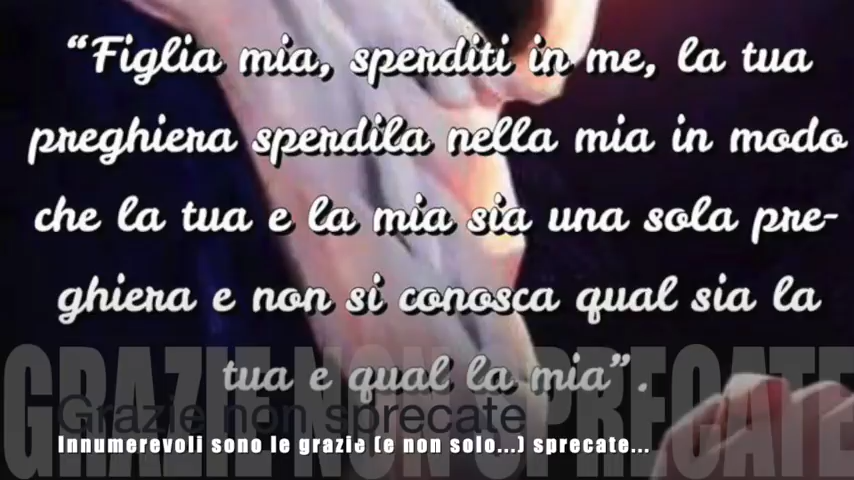 “Figlia mia, sperditi in me, la tua
preghiera sperdila nella mia in modo
che la tua e la mia sia una sola pre-
ghiera e non si conosca qual sia la
tua e qual la mia”.
GRAZIE NON SPRECATE
Grazie non sprecate
Innumerevoli sono le grazie (e non solo...) sprecate...